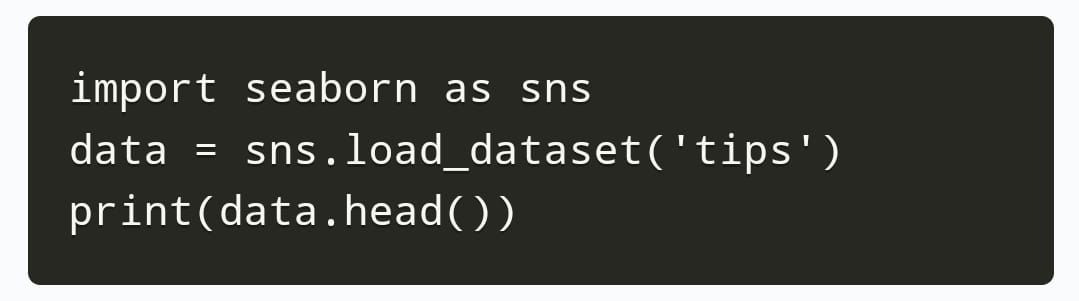 import seaborn as sns
data = sns.load_dataset('tips')
print(data.head())